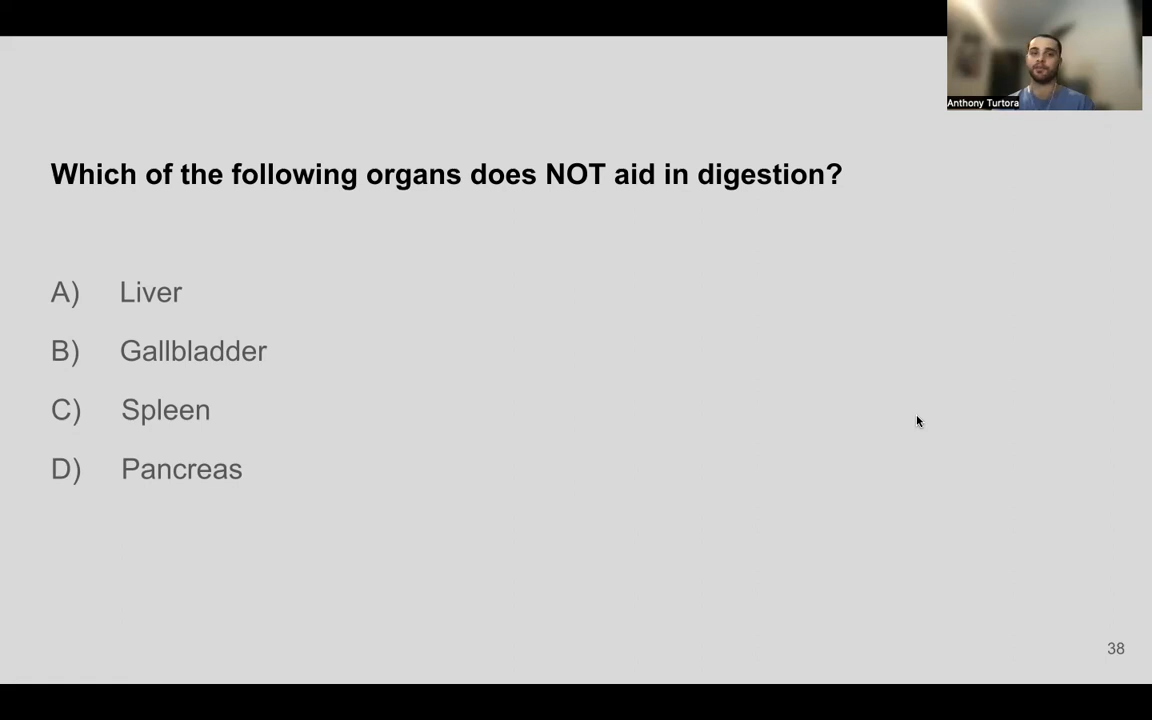 Anthony Turtora
Which of the following organs does NOT aid in digestion?
A) Liver
B) Gallbladder
C) Spleen
D) Pancreas
38